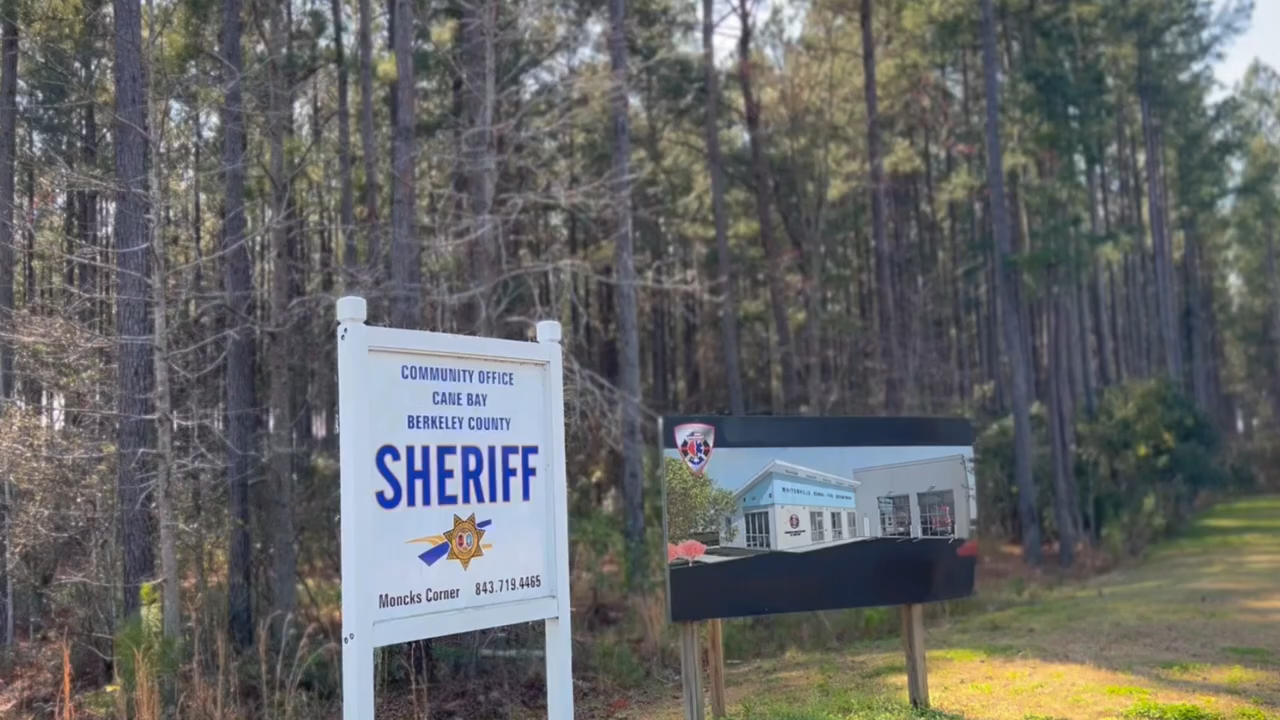 COMMUNITY OFFICE
CANE BAY
BERKELEY COUNTY
SHERIFF
Moncks Corner 843.719.4465